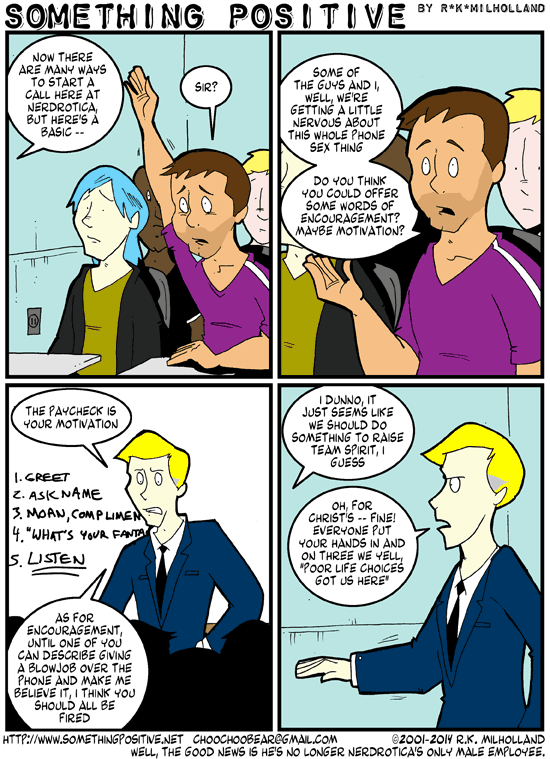 SOMETHING POSITIVE BY R*K*MILHOLLAND
NOW THERE
ARE MANY WAYS
TO START A
CALL HERE AT
NERDROTICA,
BUT HERE'S A
BASIC --
SIR?
SOME OF
THE GUYS AND I,
WELL, WE'RE
GETTING A LITTLE
NERVOUS ABOUT
THIS WHOLE PHONE
SEX THING
DO YOU THINK
YOU COULD OFFER
SOME WORDS OF
ENCOURAGEMENT?
MAYBE MOTIVATION?
THE PAYCHECK IS
YOUR MOTIVATION
1. GREET
2. ASK NAME
3. MOAN, COMPLIMEN
4. "WHAT'S YOUR FANTA
5. LISTEN
AS FOR
ENCOURAGEMENT,
UNTIL ONE OF YOU
CAN DESCRIBE GIVING
A BLOWJOB OVER THE
PHONE AND MAKE ME
BELIEVE IT, I THINK YOU
SHOULD ALL BE
FIRED
I DUNNO, IT
JUST SEEMS LIKE
WE SHOULD DO
SOMETHING TO RAISE
TEAM SPIRIT, I
GUESS
OH, FOR
CHRIST'S -- FINE!
EVERYONE PUT
YOUR HANDS IN AND
ON THREE WE YELL,
"POOR LIFE CHOICES
GOT US HERE"
HTTP://WWW.SOMETHINGPOSITIVE.NET CHOOCHOOBEAR@GMAIL.COM ©2001-2014 R.K. MILHOLLAND
WELL, THE GOOD NEWS IS HE'S NO LONGER NERDROTICA'S ONLY MALE EMPLOYEE.